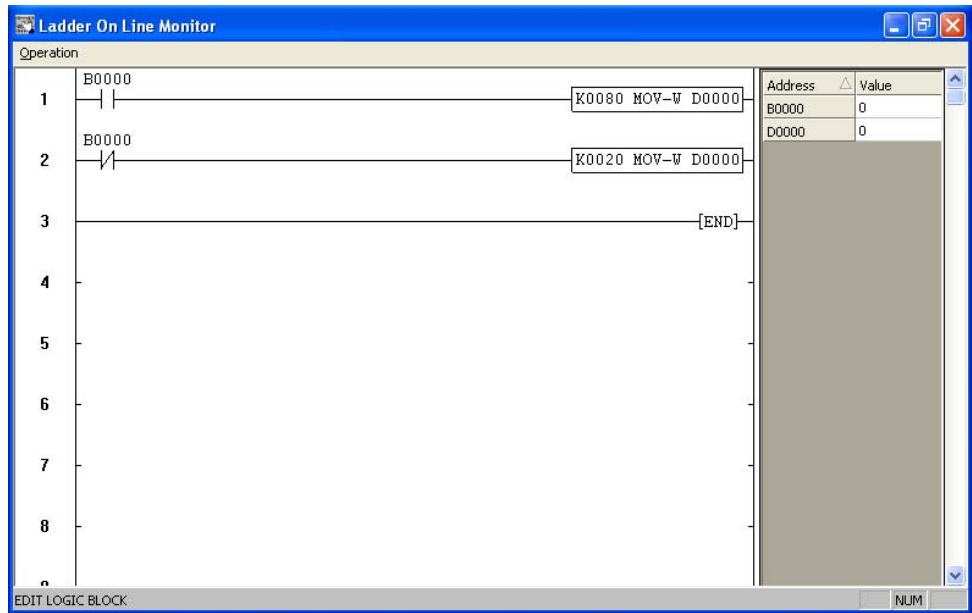 Ladder On Line Monitor
Operation
B0000
1
K0080 MOV-W D0000
B0000
2
K0020 MOV-W D0000
3
[END]
4
5
6
7
8
Address Value
B0000 0
D0000 0
EDIT LOGIC BLOCK
NUM